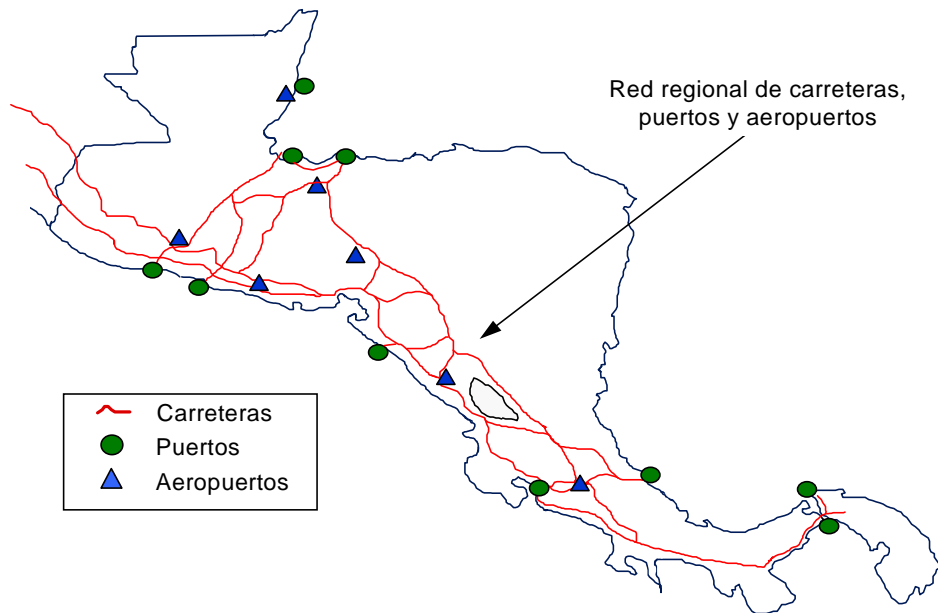 Red regional de carreteras,
puertos y aeropuertos
Carreteras
Puertos
Aeropuertos